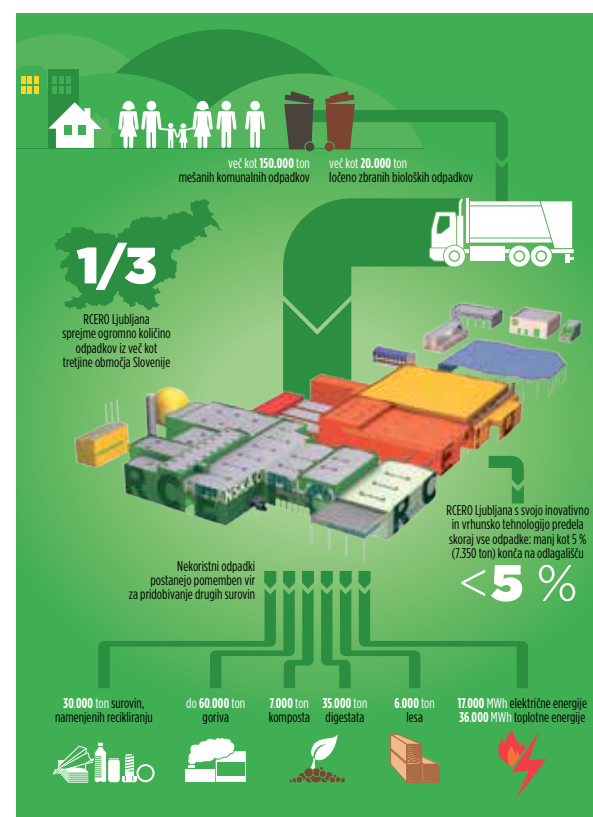 več kot 150.000 ton
mešanih komunalnih odpadkov
več kot 20.000 ton
ločeno zbranih bioloških odpadkov
1/3
RCERO Ljubljana
sprejme ogromno količino
odpadkov iz več kot
tretjine območja Slovenije
RCERO Ljubljana s svojo inovativno
in vrhunsko tehnologijo predela
skoraj vse odpadke: manj kot 5 %
(7.350 ton) konča na odlagališču
<5 %
Nekoristni odpadki
postanejo pomemben vir
za pridobivanje drugih surovin
30.000 ton surovin,
namenjenih recikliranju
do 60.000 ton
goriva
7.000 ton
komposta
35.000 ton
digestata
6.000 ton
lesa
17.000 MWh električne energije
36.000 MWh toplotne energije